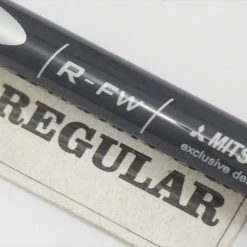 R-FW
MITS
exclusive de
REGULAR